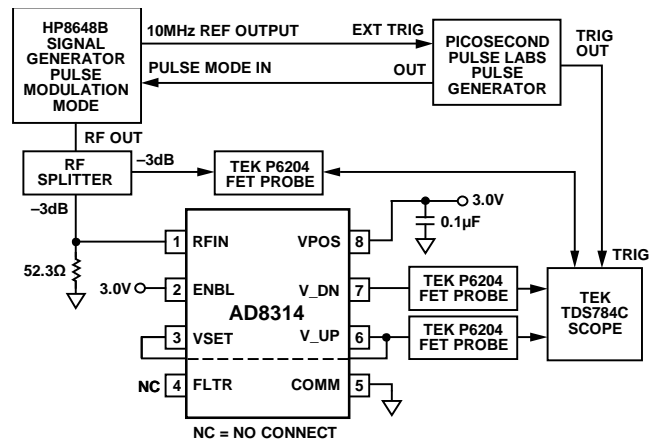 HP8648B
SIGNAL
GENERATOR
PULSE
MODULATION
MODE
10MHz REF OUTPUT
EXT TRIG
PULSE MODE IN
OUT
PICOSECOND
PULSE LABS
PULSE
GENERATOR
TRIG
OUT
RF OUT
RF
SPLITTER
–3dB
–3dB
TEK P6204
FET PROBE
3.0V
0.1µF
52.3Ω
1
RFIN
VPOS
8
3.0V
2
ENBL
V_DN
7
AD8314
3
VSET
V_UP
6
NC
4
FLTR
COMM
5
TEK P6204
FET PROBE
TEK P6204
FET PROBE
TRIG
TEK
TDS784C
SCOPE
NC = NO CONNECT